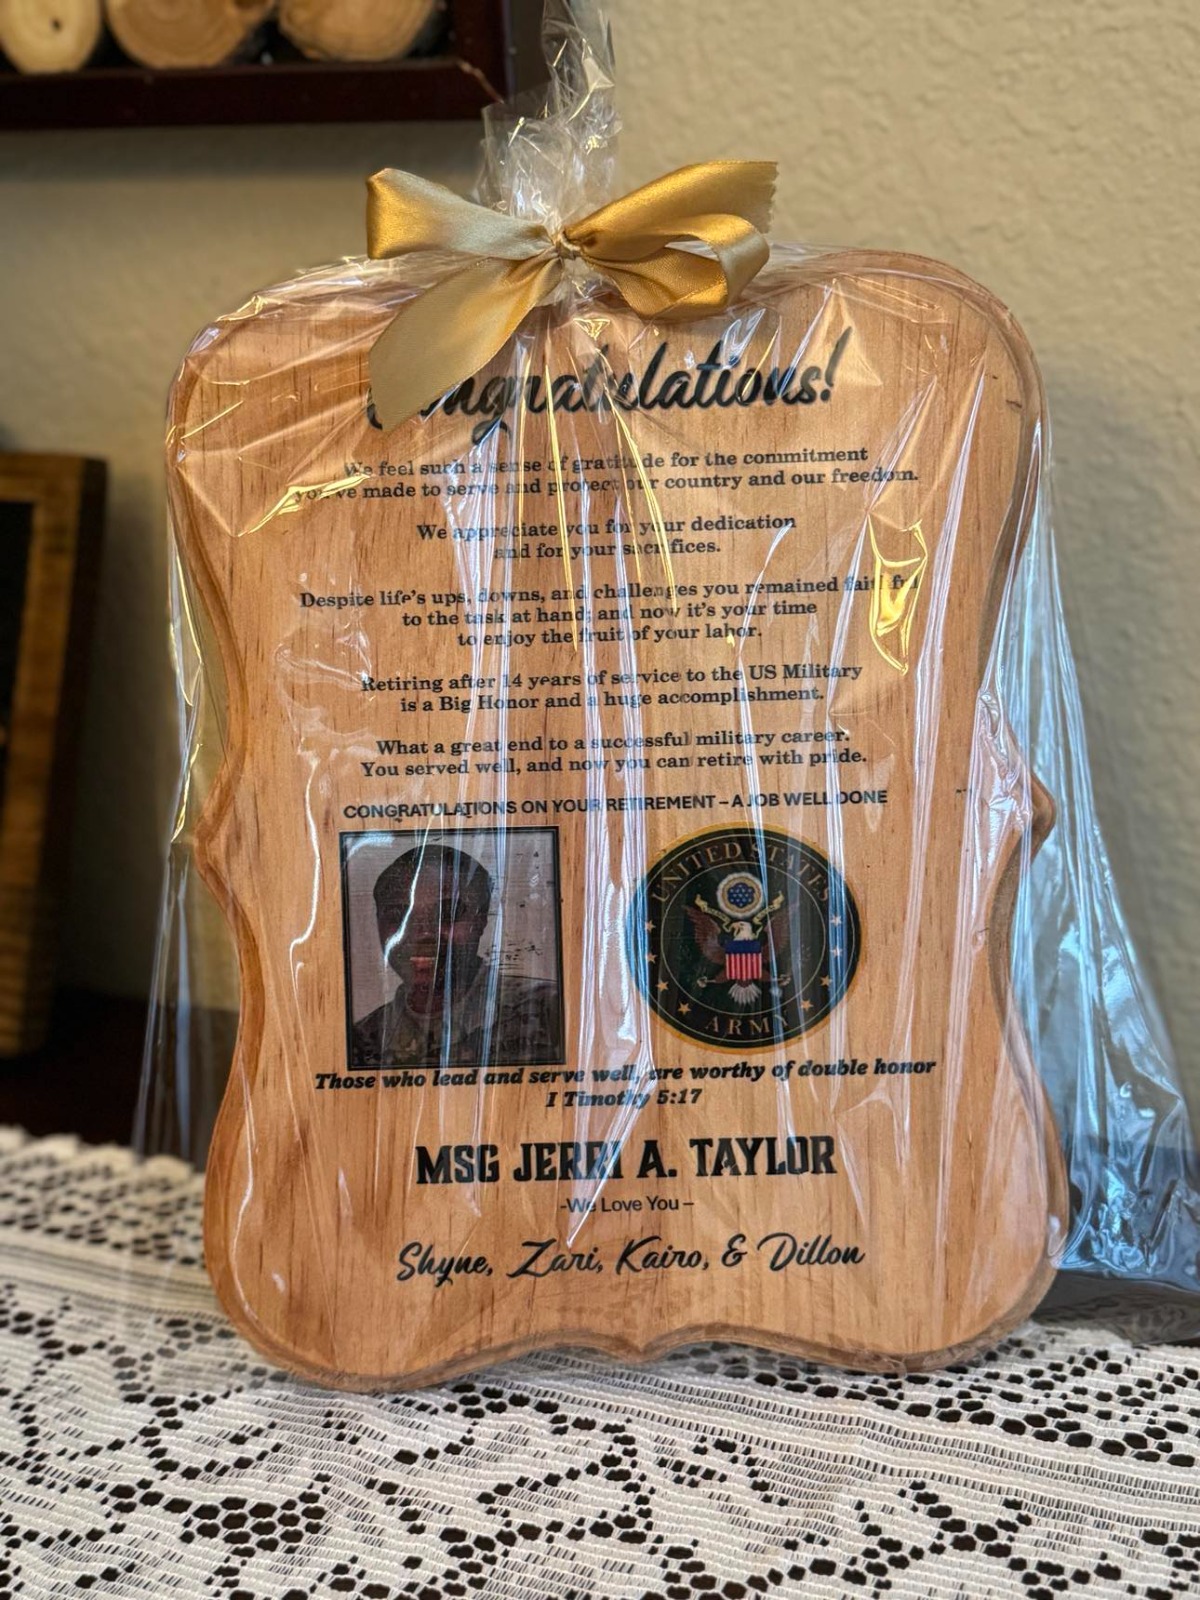 Congratulations!
We feel such a sense of gratitude for the commitment
you've made to serve and protect our country and our freedom.
We appreciate you for your dedication
and for your sacrifices.
Despite life's ups, downs, and challenges you remained faithful
to the task at hand; and now it's your time
to enjoy the fruit of your labor.
Retiring after 14 years of service to the US Military
is a Big Honor and a huge accomplishment.
What a great end to a successful military career.
You served well, and now you can retire with pride.
CONGRATULATIONS ON YOUR RETIREMENT – A JOB WELL DONE
UNITED STATES
ARMY
Those who lead and serve well, are worthy of double honor
I Timothy 5:17
MSG JERRI A. TAYLOR
-We Love You –
Shyne, Zari, Kairo, & Dillon